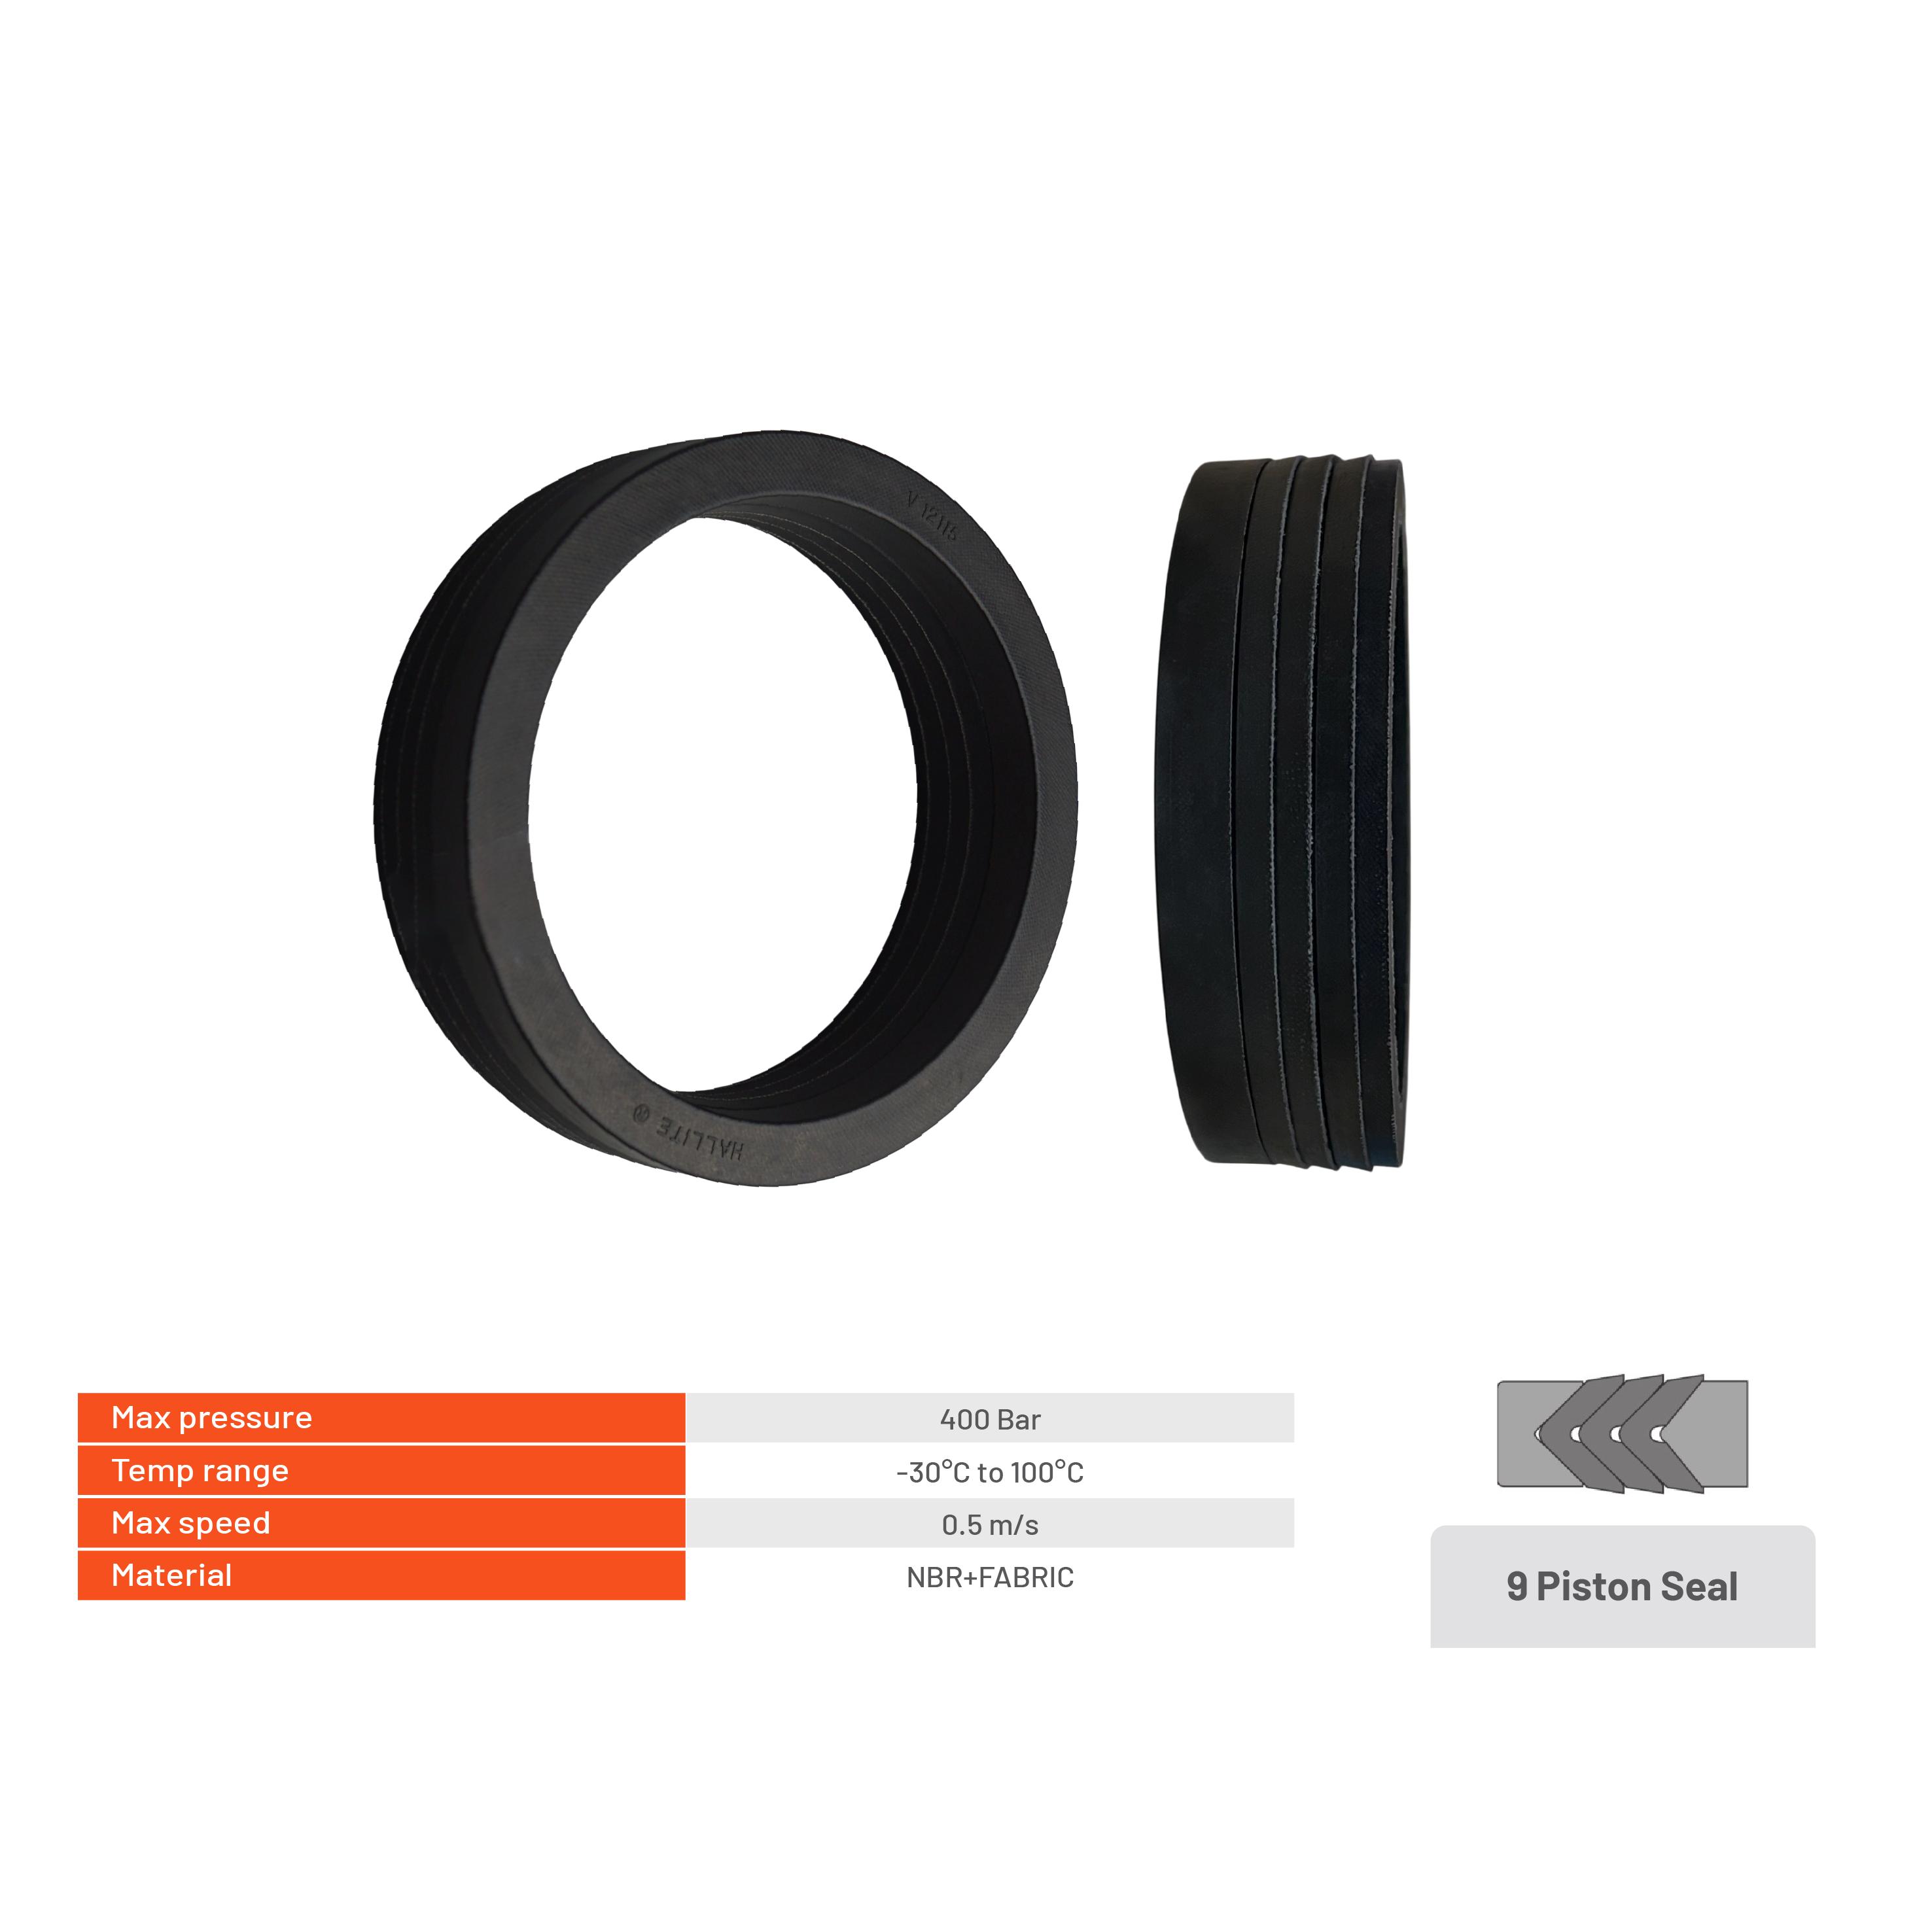 V 12115
HALLITE ®
Max pressure 400 Bar
Temp range -30°C to 100°C
Max speed 0.5 m/s
Material NBR+FABRIC
9 Piston Seal